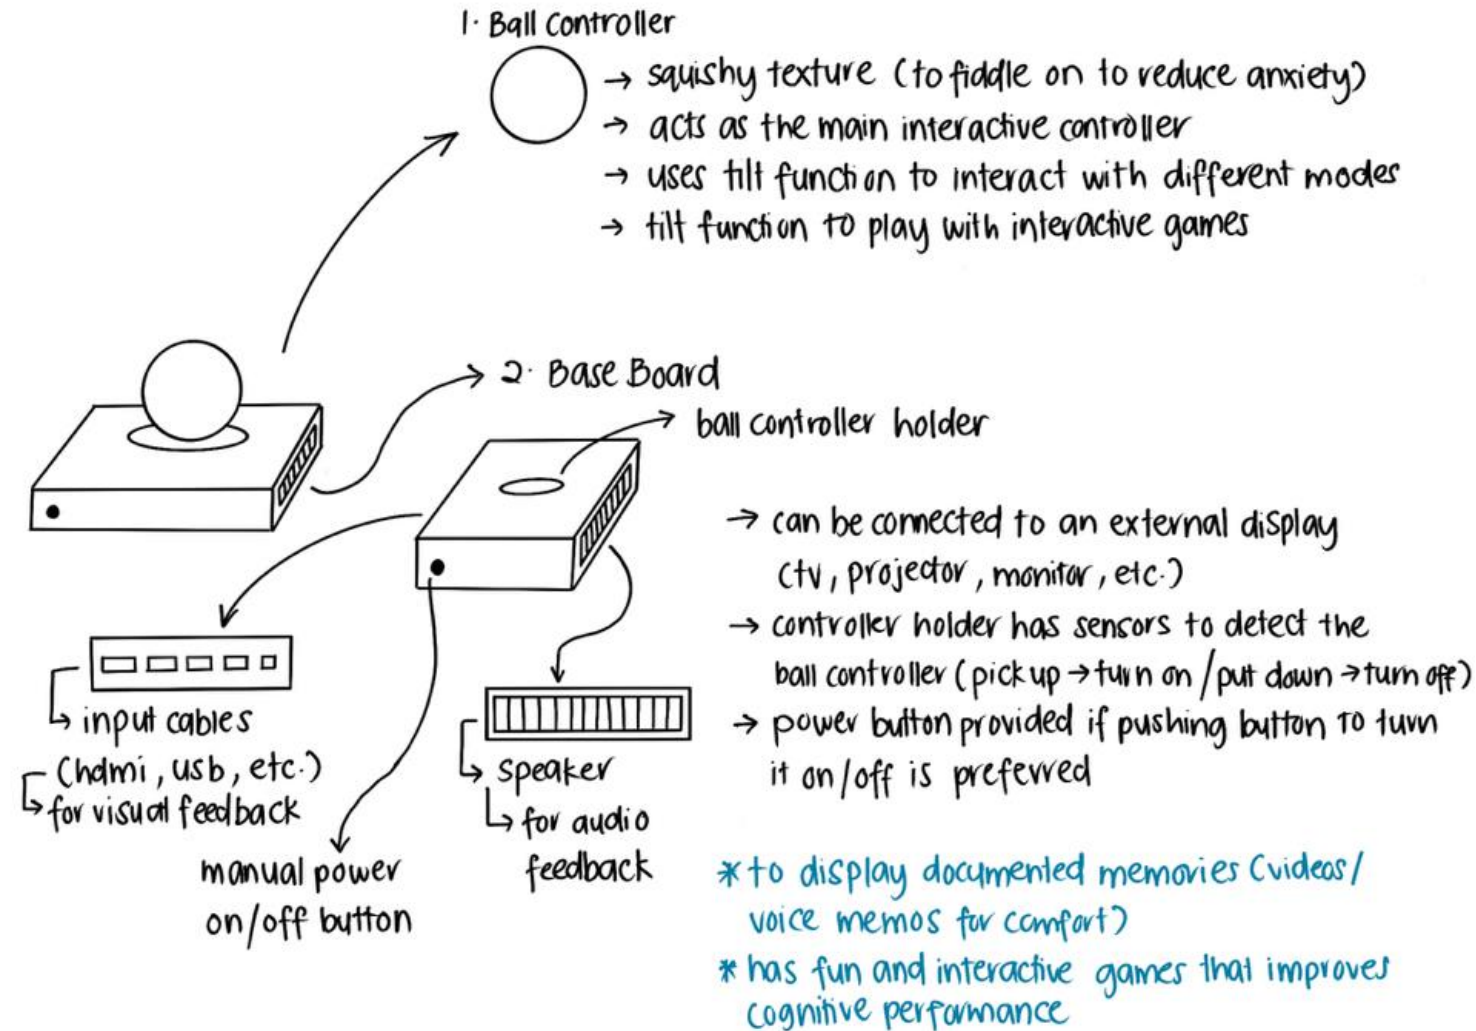 1. Ball Controller
→ squishy texture (to fiddle on to reduce anxiety)
→ acts as the main interactive controller
→ uses tilt function to interact with different modes
→ tilt function to play with interactive games
2. Base Board
ball controller holder
→ can be connected to an external display
(tv, projector, monitor, etc.)
→ controller holder has sensors to detect the
ball controller (pick up → turn on / put down → turn off)
→ power button provided if pushing button to turn
it on/off is preferred
input cables
(hdmi, usb, etc.)
for visual feedback
manual power
on/off button
speaker
for audio
feedback
* to display documented memories (videos/
voice memos for comfort)
* has fun and interactive games that improves
cognitive performance